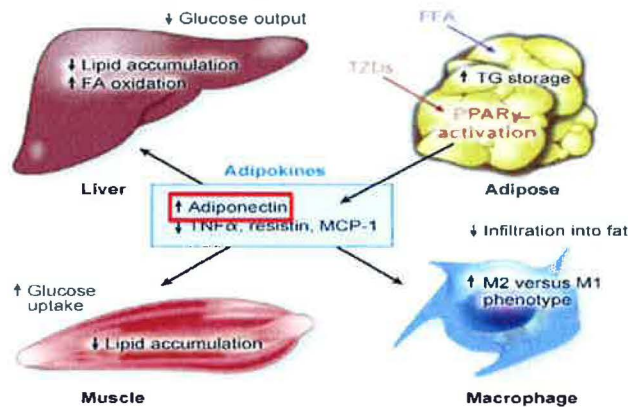 ↓ Glucose output
↓ Lipid accumulation
↑ FA oxidation
Liver
FFA
TZDs
↑ TG storage
PPARγ
activation
Adipose
Adipokines
↑ Adiponectin
↓ TNFα, resistin, MCP-1
↓ Infiltration into fat
↑ M2 versus M1
phenotype
Macrophage
↑ Glucose
uptake
↓ Lipid accumulation
Muscle